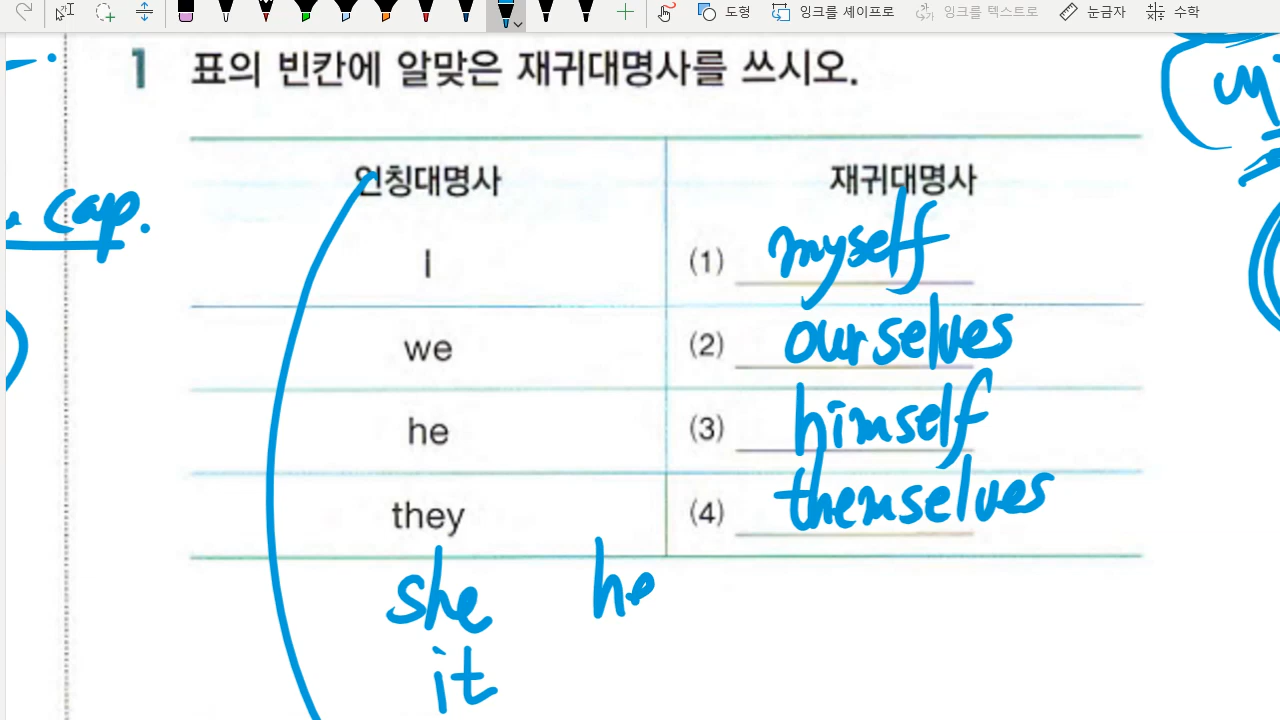 도형 잉크를 셰이프로 잉크를 텍스트로 눈금자 수학
1 표의 빈칸에 알맞은 재귀대명사를 쓰시오.
인칭대명사 재귀대명사
cap.
I (1) myself
we (2) ourselves
he (3) himself
they (4) themselves
she he
it